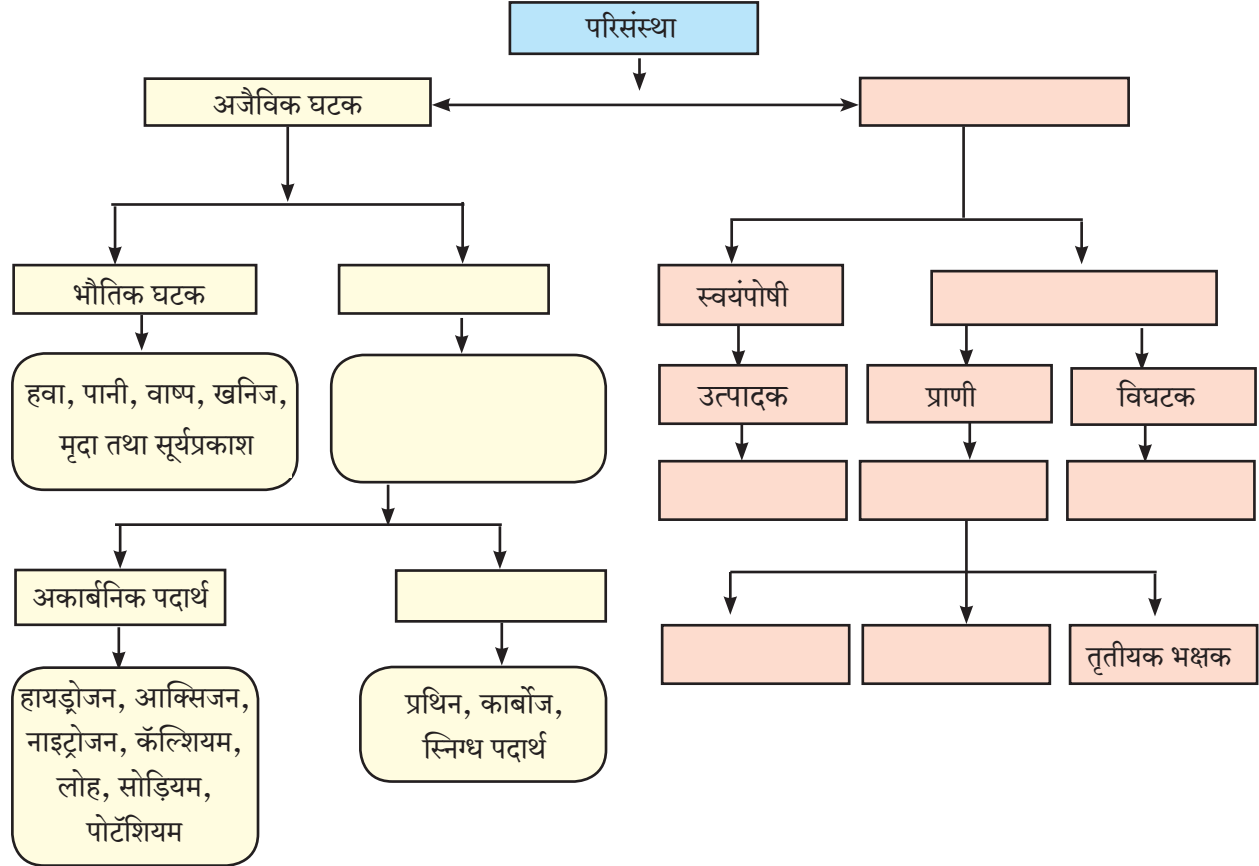 परिसंस्था
अजैविक घटक
भौतिक घटक
हवा, पानी, वाष्प, खनिज,
मृदा तथा सूर्यप्रकाश
अकार्बनिक पदार्थ
हायड्रोजन, आक्सिजन,
नाइट्रोजन, कॅल्शियम,
लोह, सोड़ियम,
पोटॅशियम
प्रथिन, कार्बोज,
स्निग्ध पदार्थ
स्वयंपोषी
उत्पादक
प्राणी
विघटक
तृतीयक भक्षक